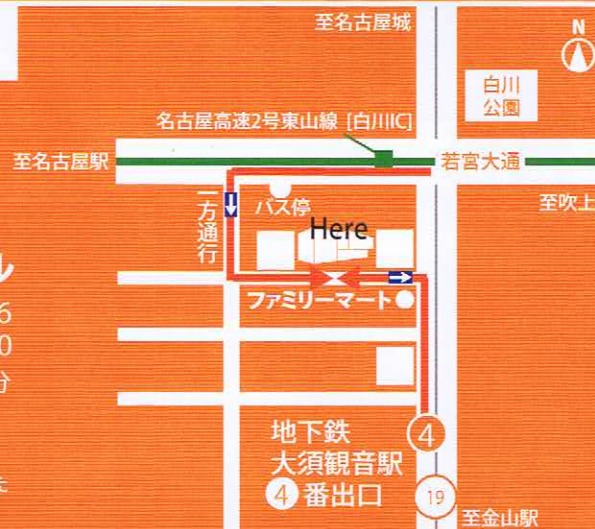 至名古屋城
N
白川
公園
名古屋高速2号東山線 [白川IC]
至名古屋駅
若宮大通
至吹上
一方通行
バス停
Here
ル
6
0
分
ファミリーマート
地下鉄
大須観音駅
4番出口
4
19
至金山駅